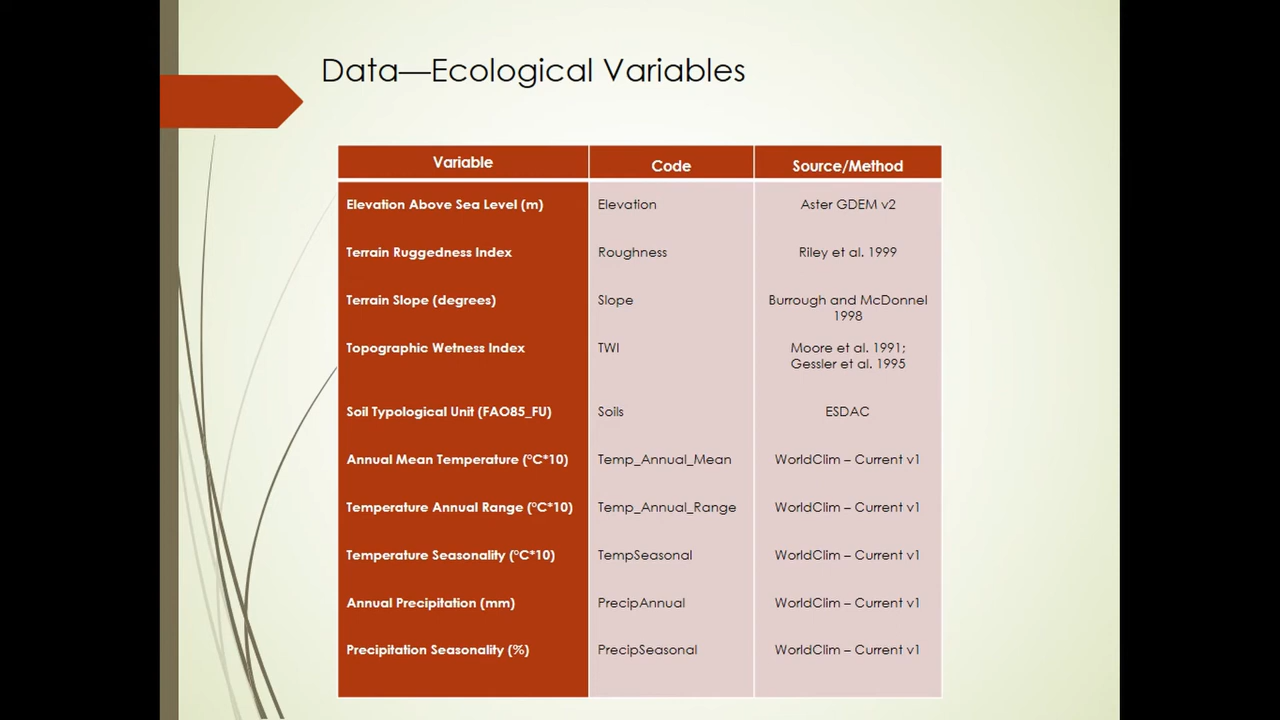 Data—Ecological Variables
Variable Code Source/Method
Elevation Above Sea Level (m) Elevation Aster GDEM v2
Terrain Ruggedness Index Roughness Riley et al. 1999
Terrain Slope (degrees) Slope Burrough and McDonnel
1998
Topographic Wetness Index TWI Moore et al. 1991;
Gessler et al. 1995
Soil Typological Unit (FAO85_FU) Soils ESDAC
Annual Mean Temperature (°C*10) Temp_Annual_Mean WorldClim – Current v1
Temperature Annual Range (°C*10) Temp_Annual_Range WorldClim – Current v1
Temperature Seasonality (°C*10) TempSeasonal WorldClim – Current v1
Annual Precipitation (mm) PrecipAnnual WorldClim – Current v1
Precipitation Seasonality (%) PrecipSeasonal WorldClim – Current v1